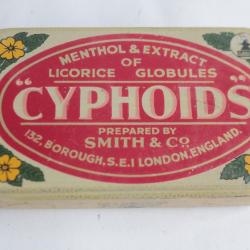 MENTHOL & EXTRACT
OF
LICORICE GLOBULES
"CYPHOIDS"
PREPARED BY
SMITH & Co.
132, BOROUGH, S.E.1 LONDON, ENGLAND.